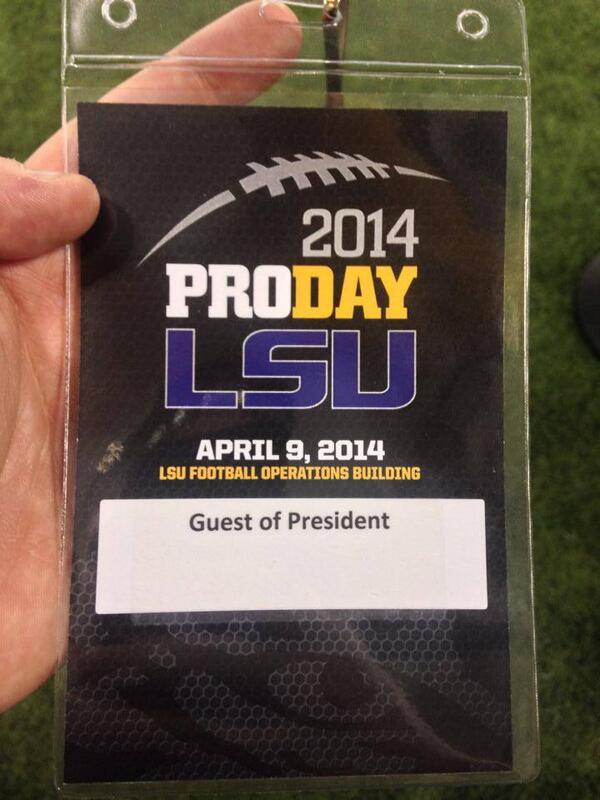 2014
PRODAY
LSU
APRIL 9, 2014
LSU FOOTBALL OPERATIONS BUILDING
Guest of President